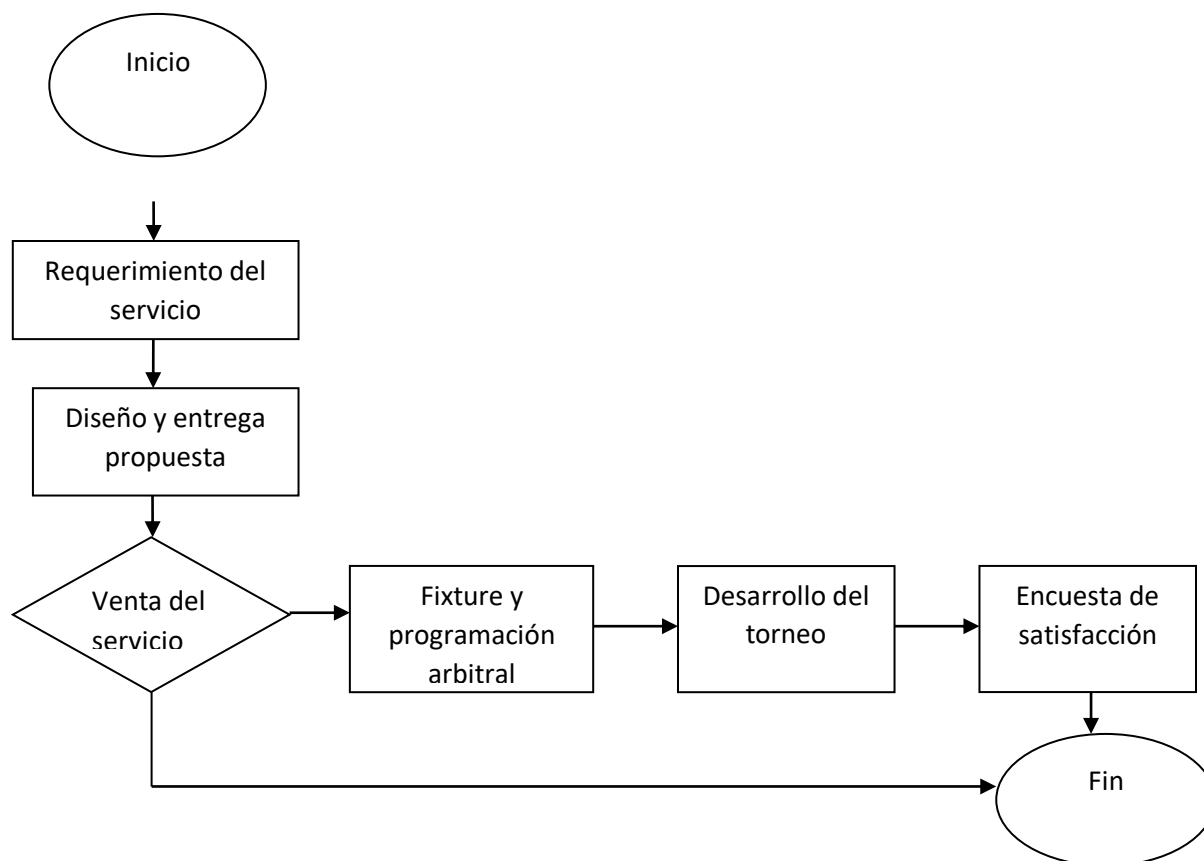 Inicio
Requerimiento del
servicio
Diseño y entrega
propuesta
Venta del
servicio
Fixture y
programación
arbitral
Desarrollo del
torneo
Encuesta de
satisfacción
Fin